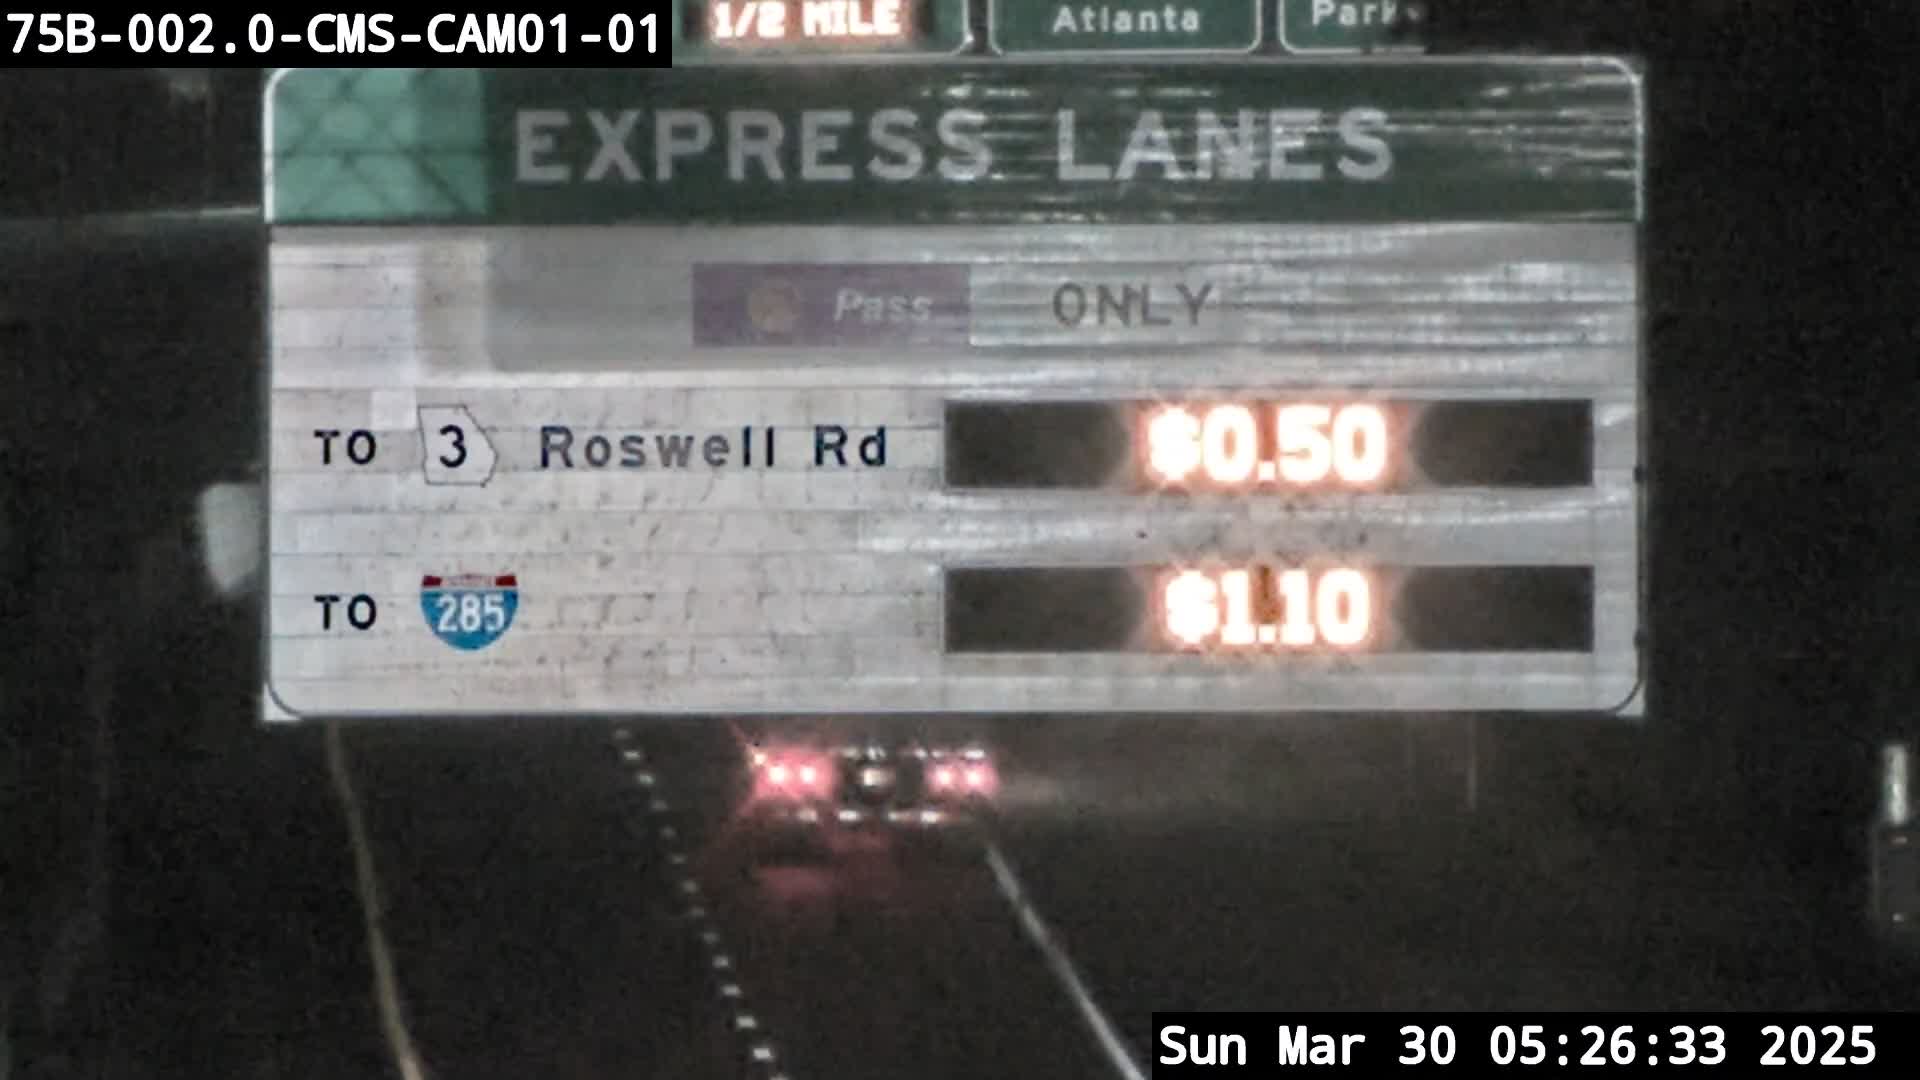 75B-002.0-CMS-CAM01-01
1/2 MILE
Atlanta
Park
EXPRESS LANES
Pass ONLY
TO 3 Roswell Rd $0.50
TO 285 $1.10
Sun Mar 30 05:26:33 2025